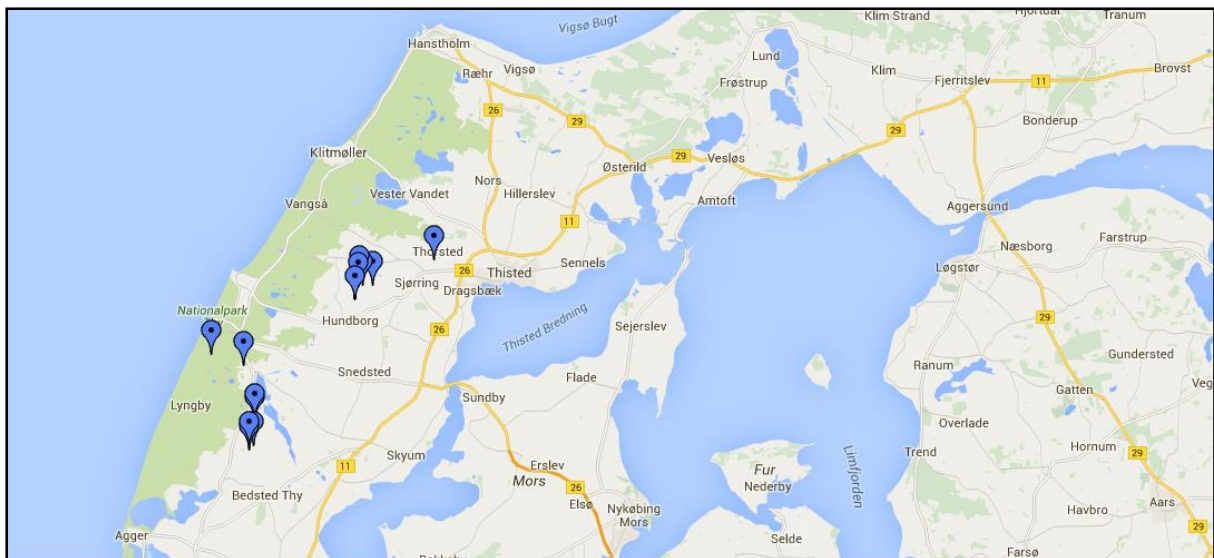 Klim Strand
Hjortdal
Tranum
Vigsø Bugt
Hanstholm
Lund
Ræhr
Vigsø
Klim
Frøstrup
Fjerritslev
Brovst
11
26
29
Bonderup
29
Klitmøller
Østerild
29
Vesløs
Nors
Hillerslev
Vester Vandet
Vangså
Amtoft
Aggersund
11
Thorsted
Næsborg
Farstrup
Sennels
26
Thisted
Løgstør
Sjørring
Dragsbæk
Nationalpark
Hundborg
Thisted Bredning
26
Sejerslev
29
Gundersted
Snedsted
Flade
Ranum
Gatten
Veg
Sundby
Lyngby
Overlade
Skyum
Limfjorden
Trend
Hornum
29
11
Erslev
Fur
Mors
Nederby
26
Bedsted Thy
Elsø
Nykøbing
Mors
Aars
Havbro
29
Agger
Selde
Farsø